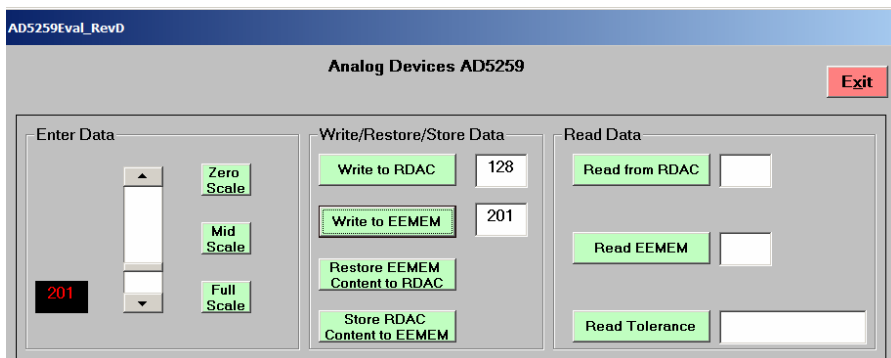 AD5259Eval_RevD
Analog Devices AD5259
Exit
Enter Data
Zero
Scale
Mid
Scale
Full
Scale
201
Write/Restore/Store Data
Write to RDAC
128
Write to EEMEM
201
Restore EEMEM
Content to RDAC
Store RDAC
Content to EEMEM
Read Data
Read from RDAC
Read EEMEM
Read Tolerance